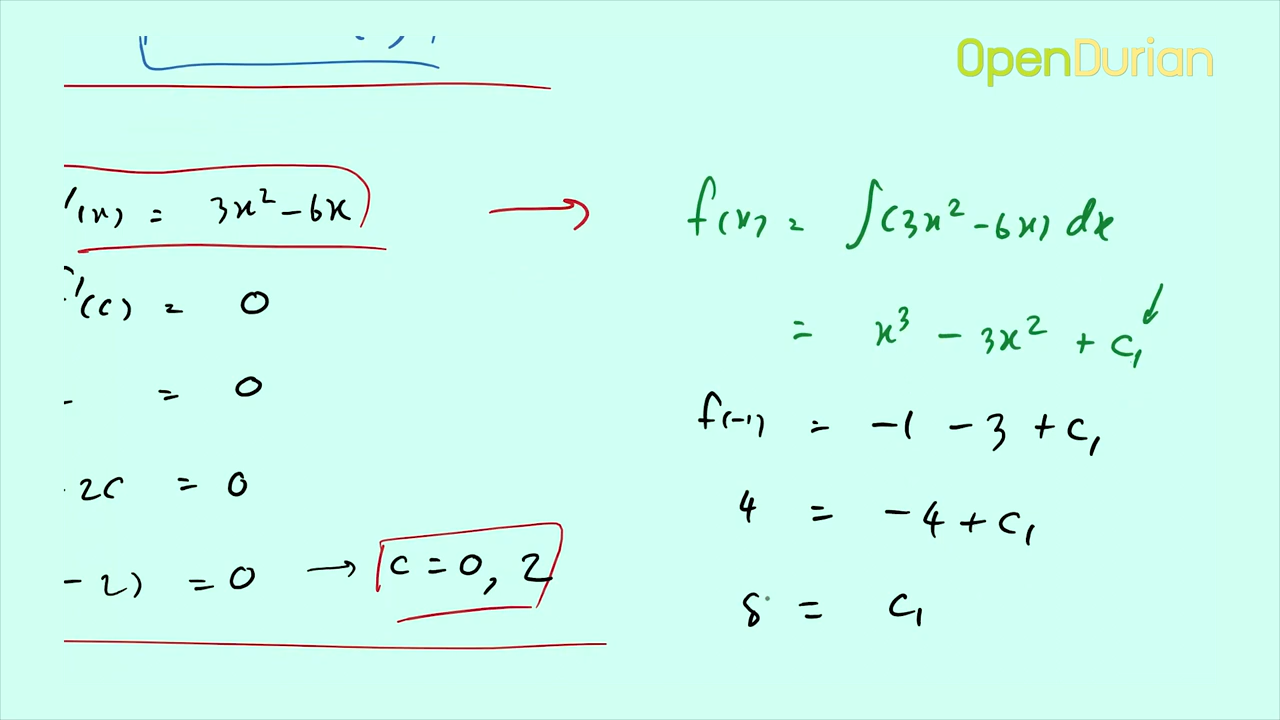 OpenDurian
'(x) = 3x² - 6x →
'(c) = 0
- = 0
2c = 0
- 2) = 0 → c = 0, 2
f(x) = ∫(3x² - 6x) dx
= x³ - 3x² + c₁
f(-1) = -1 - 3 + c₁
4 = -4 + c₁
8 = c₁